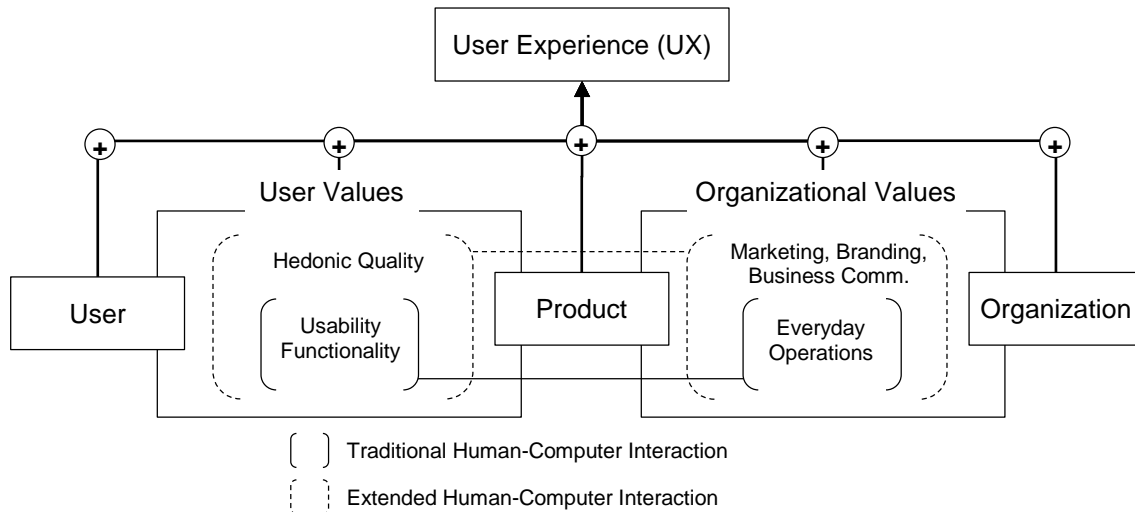 User Experience (UX)
+ + + + +
User Values
Organizational Values
Hedonic Quality
Marketing, Branding,
Business Comm.
User
Product
Organization
Usability
Functionality
Everyday
Operations
Traditional Human-Computer Interaction
Extended Human-Computer Interaction